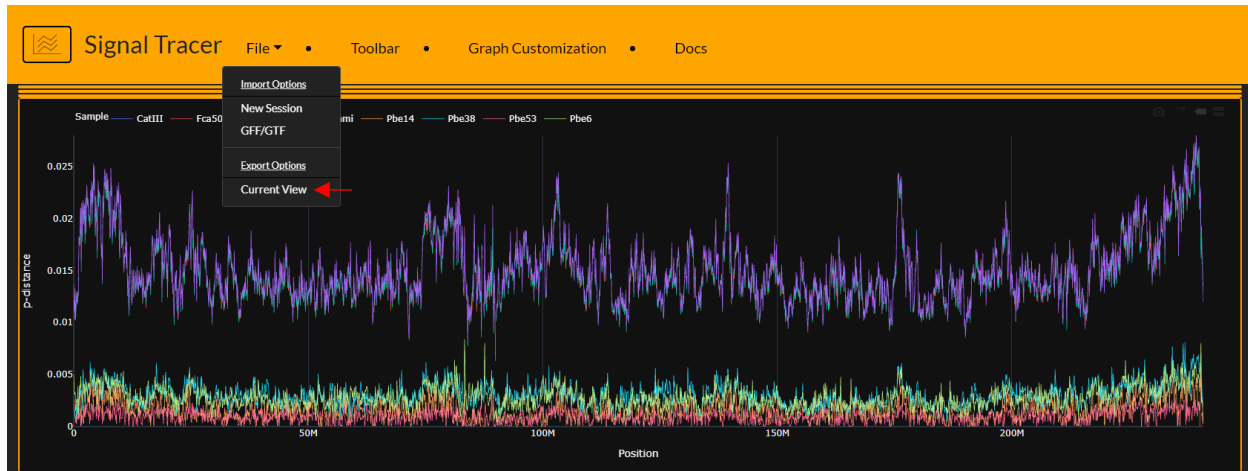 Signal Tracer File • Toolbar • Graph Customization • Docs
Import Options
New Session
GFF/GTF
Export Options
Current View
Sample CatIII Fca50 Pbe14 Pbe38 Pbe53 Pbe6
0.025
0.02
0.015
0.01
0.005
0
p-distance
0 50M 100M 150M 200M
Position